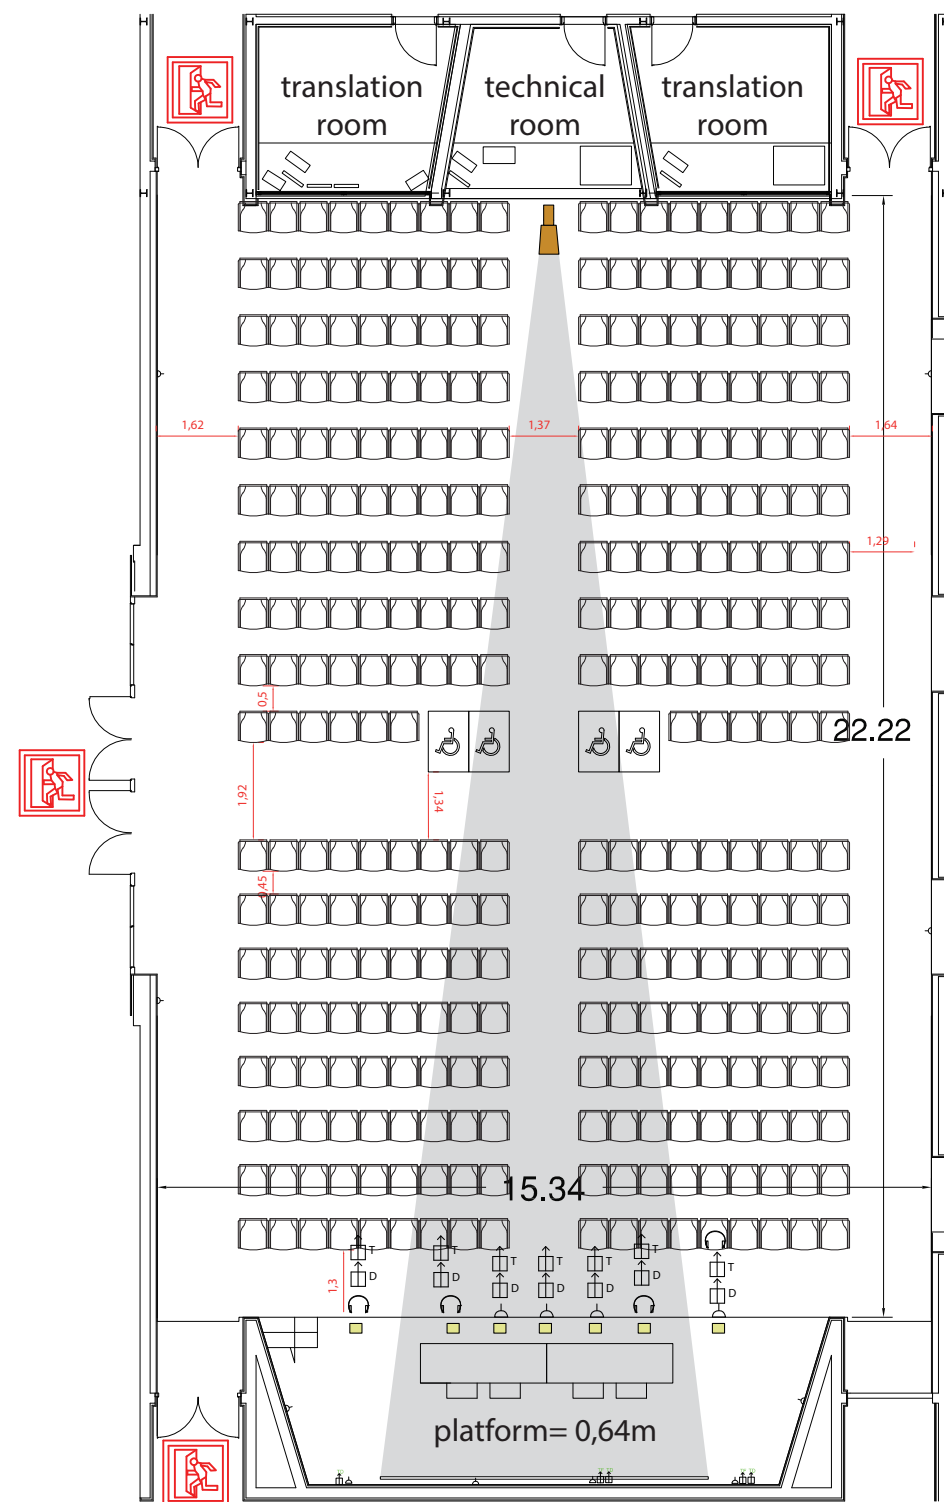 translation
room
technical
room
translation
room
1,62
1,37
1,64
1,29
0,5
22.22
1,92
1,34
0,45
15.34
T
T
T
T
T
T
T
D
D
D
D
D
D
D
1,3
platform= 0,64m